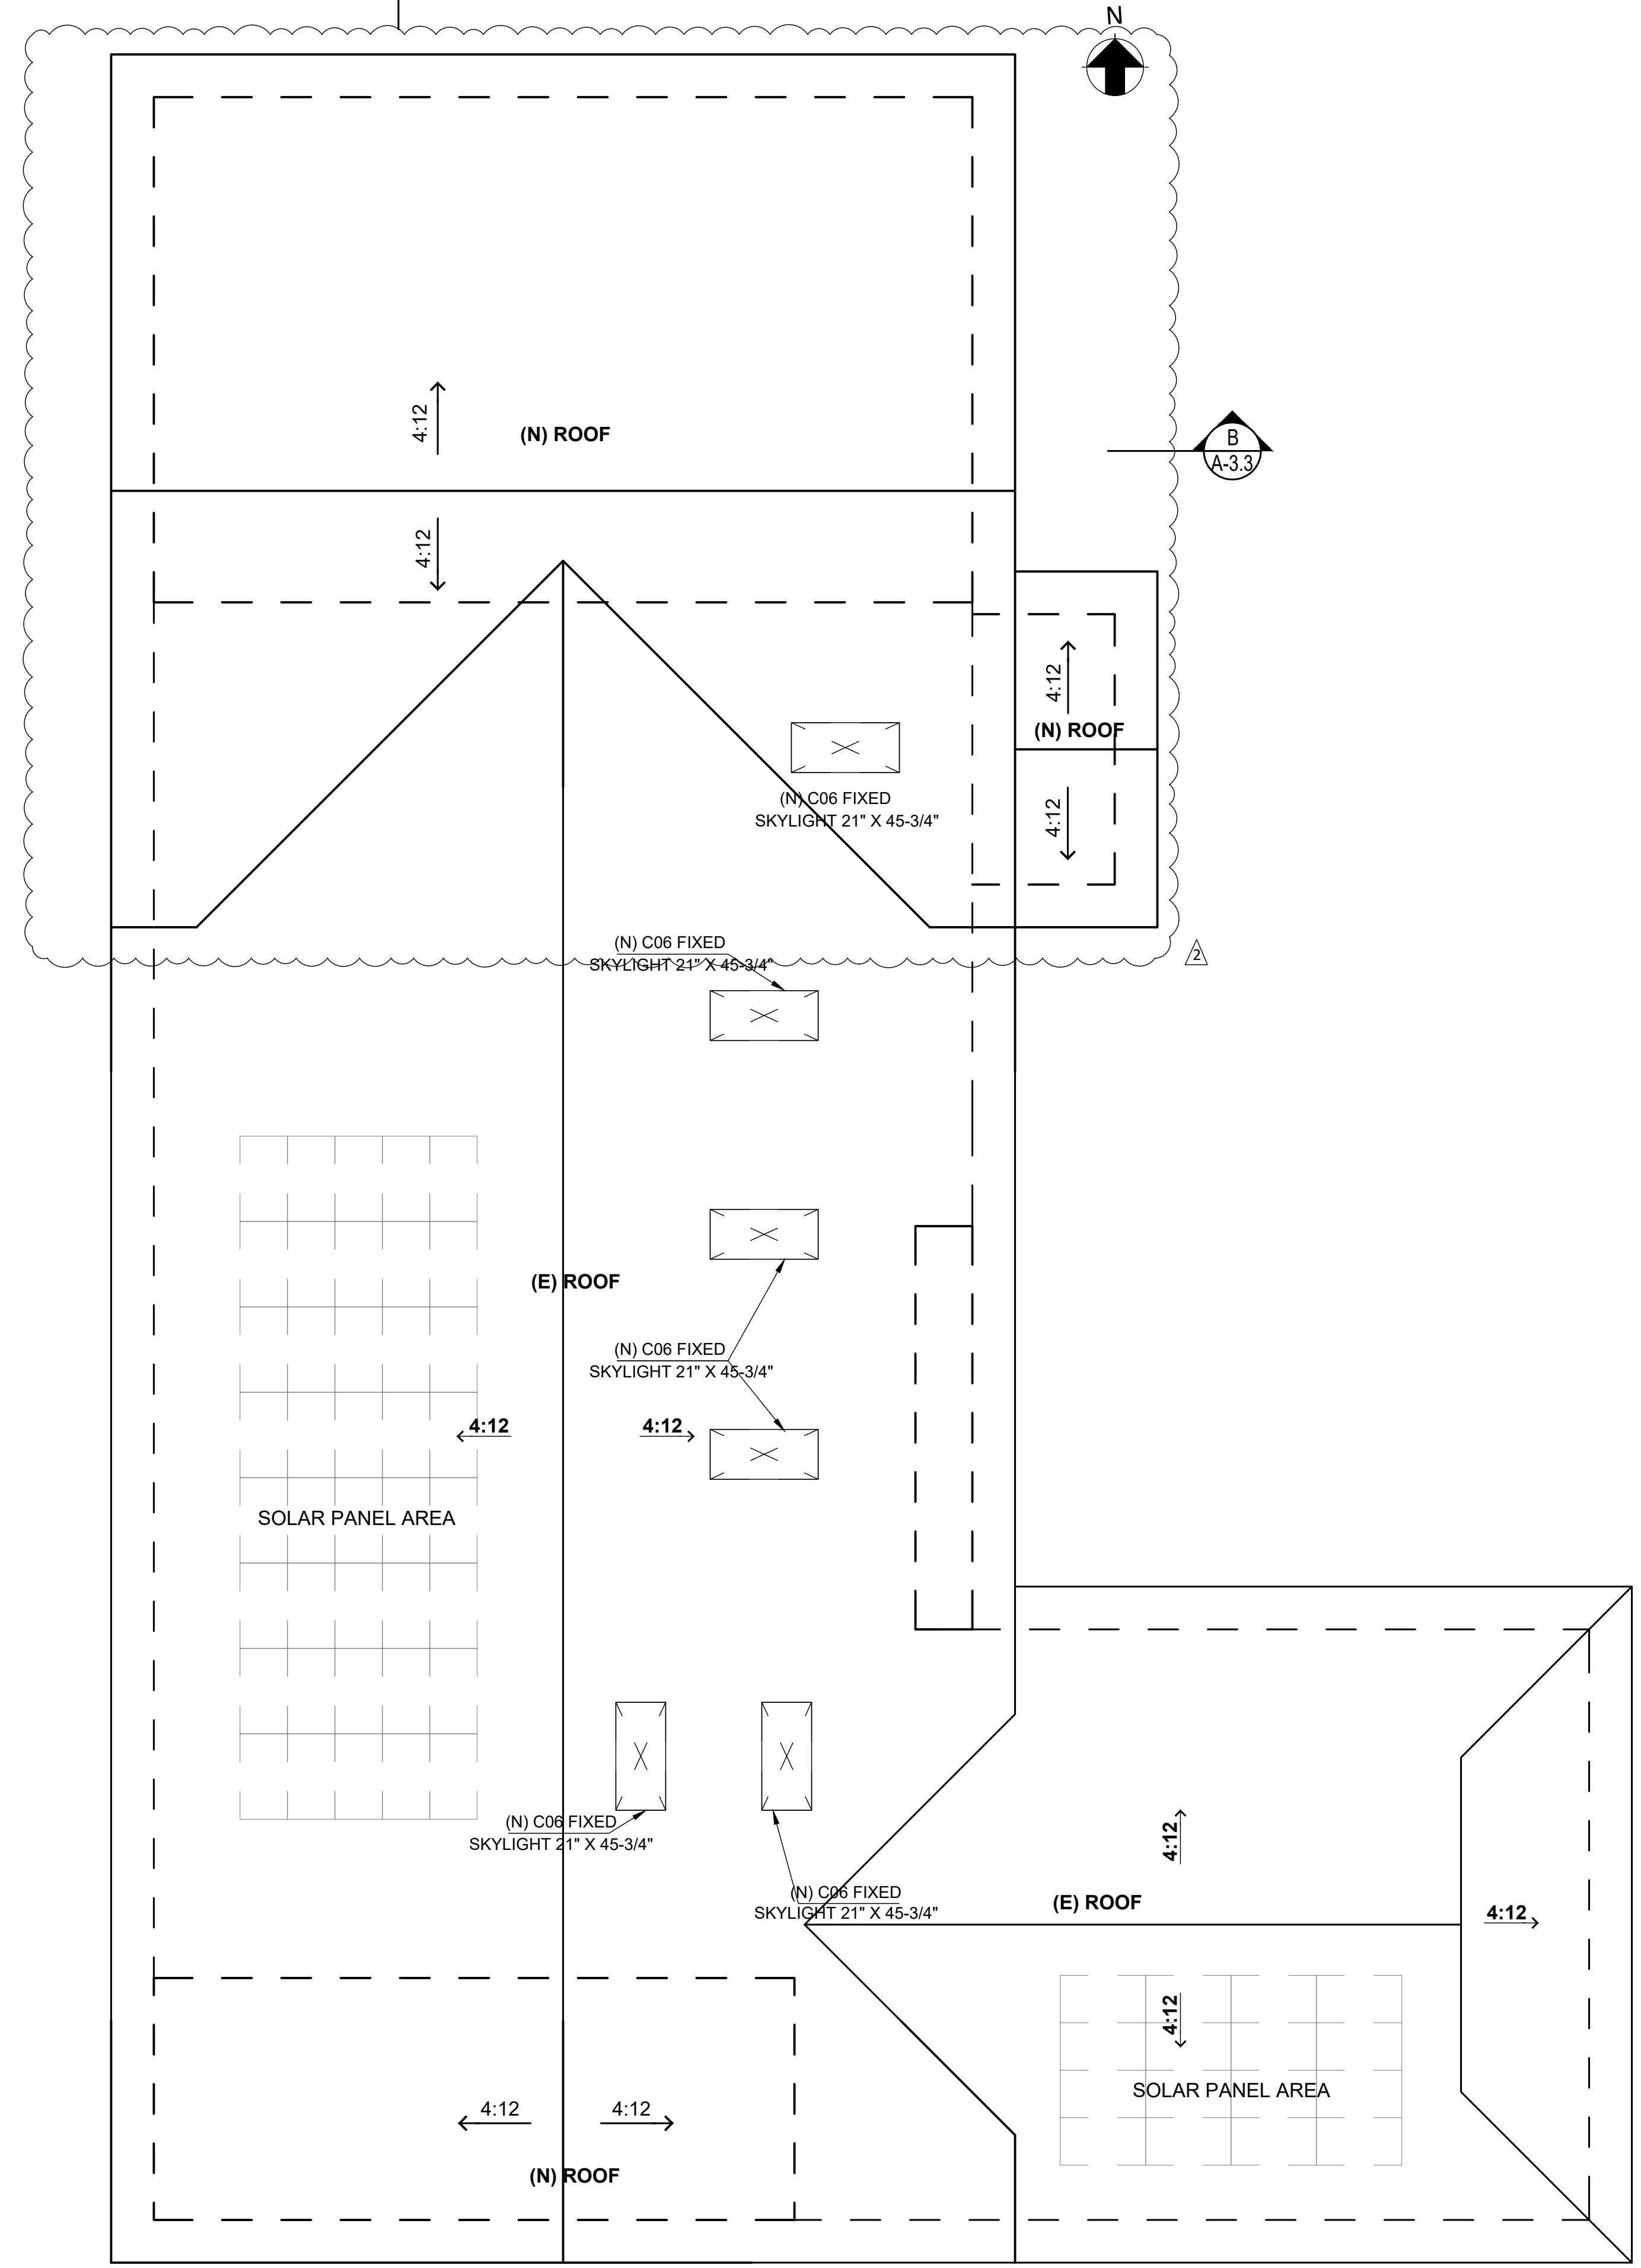 N
4:12
(N) ROOF
B
A-3.3
4:12
4:12
(N) ROOF
4:12
(N) C06 FIXED
SKYLIGHT 21" X 45-3/4"
(N) C06 FIXED
SKYLIGHT 21" X 45-3/4"
2
(E) ROOF
(N) C06 FIXED
SKYLIGHT 21" X 45-3/4"
4:12
4:12
SOLAR PANEL AREA
(N) C06 FIXED
SKYLIGHT 21" X 45-3/4"
4:12
(N) C06 FIXED
SKYLIGHT 21" X 45-3/4"
(E) ROOF
4:12
4:12
SOLAR PANEL AREA
4:12
4:12
(N) ROOF